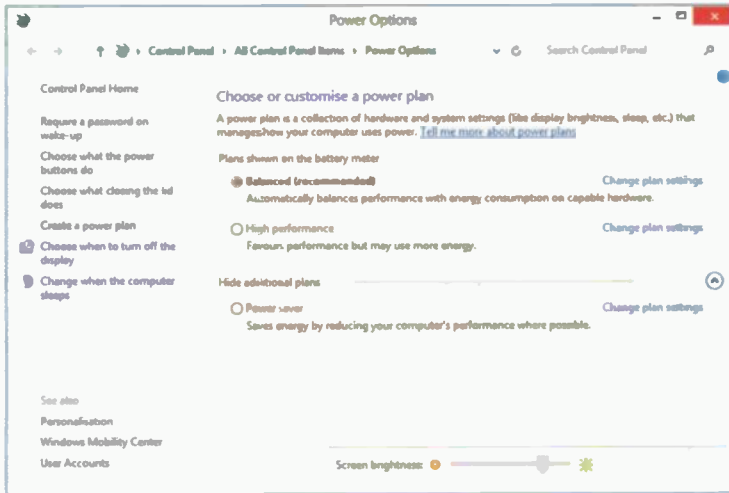 Power Options
Control Panel All Control Panel Items Power Options Search Control Panel
Control Panel Home
Require a password on
wake-up
Choose what the power
buttons do
Choose what closing the lid
does
Create a power plan
Choose when to turn off the
display
Change when the computer
sleeps
See also
Personalisation
Windows Mobility Center
User Accounts
Choose or customise a power plan
A power plan is a collection of hardware and system settings (like display brightness, sleep, etc.) that
manages how your computer uses power. Tell me more about power plans
Plans shown on the battery meter
Balanced (recommended) Change plan settings
Automatically balances performance with energy consumption on capable hardware.
High performance Change plan settings
Favours performance but may use more energy.
Hide additional plans
Power saver Change plan settings
Saves energy by reducing your computer's performance where possible.
Screen brightness: